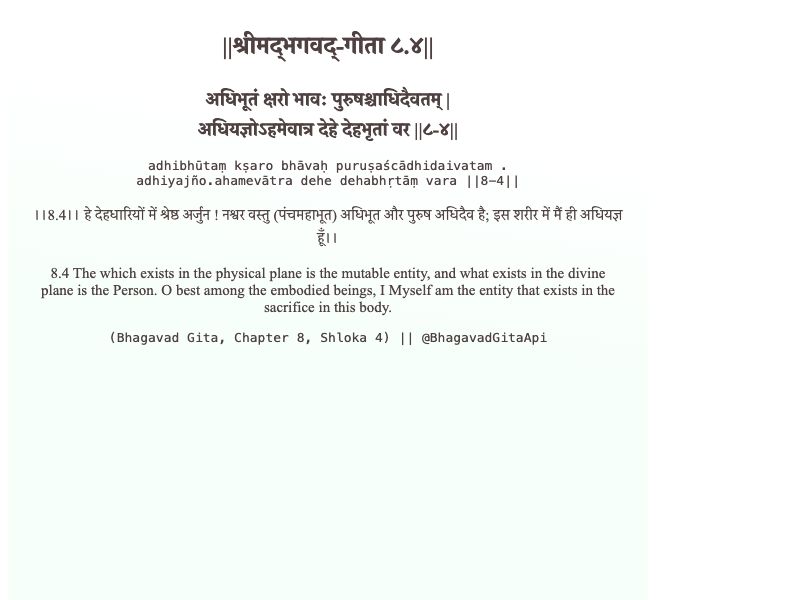 ||श्रीमद्‍भगवद्‍-गीता ८.४||
अधिभूतं क्षरो भावः पुरुषश्चाधिदैवतम् |
अधियज्ञोऽहमेवात्र देहे देहभृतां वर ||८-४||
adhibhūtaṃ kṣaro bhāvaḥ puruṣaścādhidaivatam .
adhiyajño.ahamevātra dehe dehabhṛtāṃ vara ||8-4||
।।8.4।। हे देहधारियों में श्रेष्ठ अर्जुन ! नश्वर वस्तु (पंचमहाभूत) अधिभूत और पुरुष अधिदैव है; इस शरीर में मैं ही अधियज्ञ
हूँ।।
8.4 The which exists in the physical plane is the mutable entity, and what exists in the divine
plane is the Person. O best among the embodied beings, I Myself am the entity that exists in the
sacrifice in this body.
(Bhagavad Gita, Chapter 8, Shloka 4) || @BhagavadGitaApi